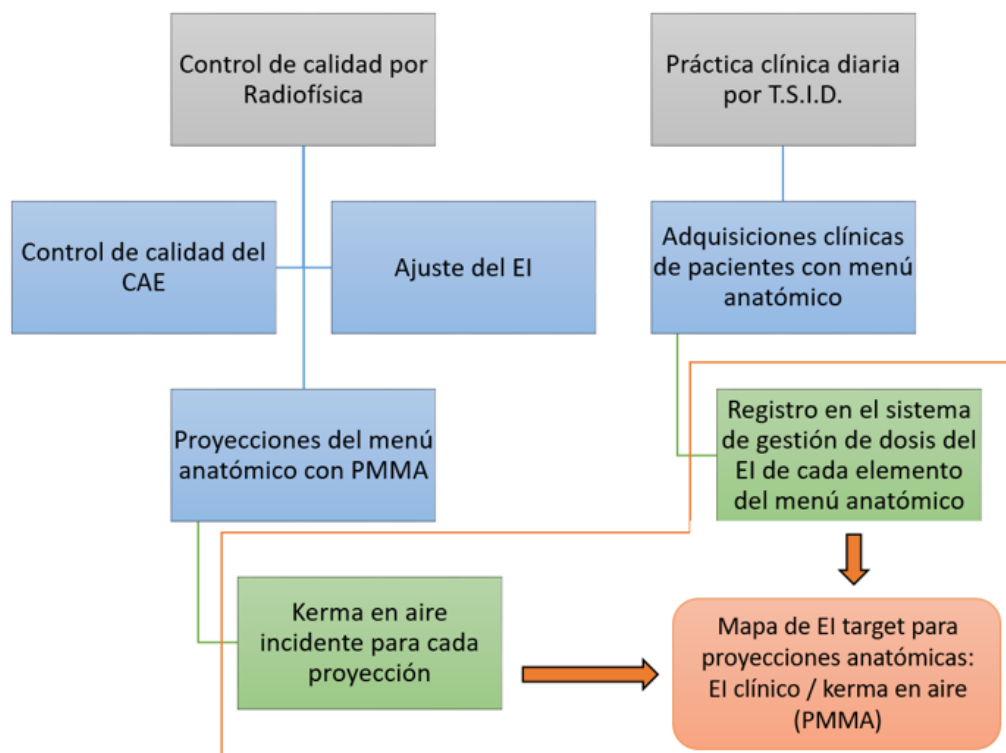 Control de calidad por
Radiofísica
Práctica clínica diaria
por T.S.I.D.
Control de calidad del
CAE
Ajuste del EI
Adquisiciones clínicas
de pacientes con menú
anatómico
Proyecciones del menú
anatómico con PMMA
Registro en el sistema
de gestión de dosis del
EI de cada elemento
del menú anatómico
Kerma en aire
incidente para cada
proyección
Mapa de EI target para
proyecciones anatómicas:
EI clínico / kerma en aire
(PMMA)